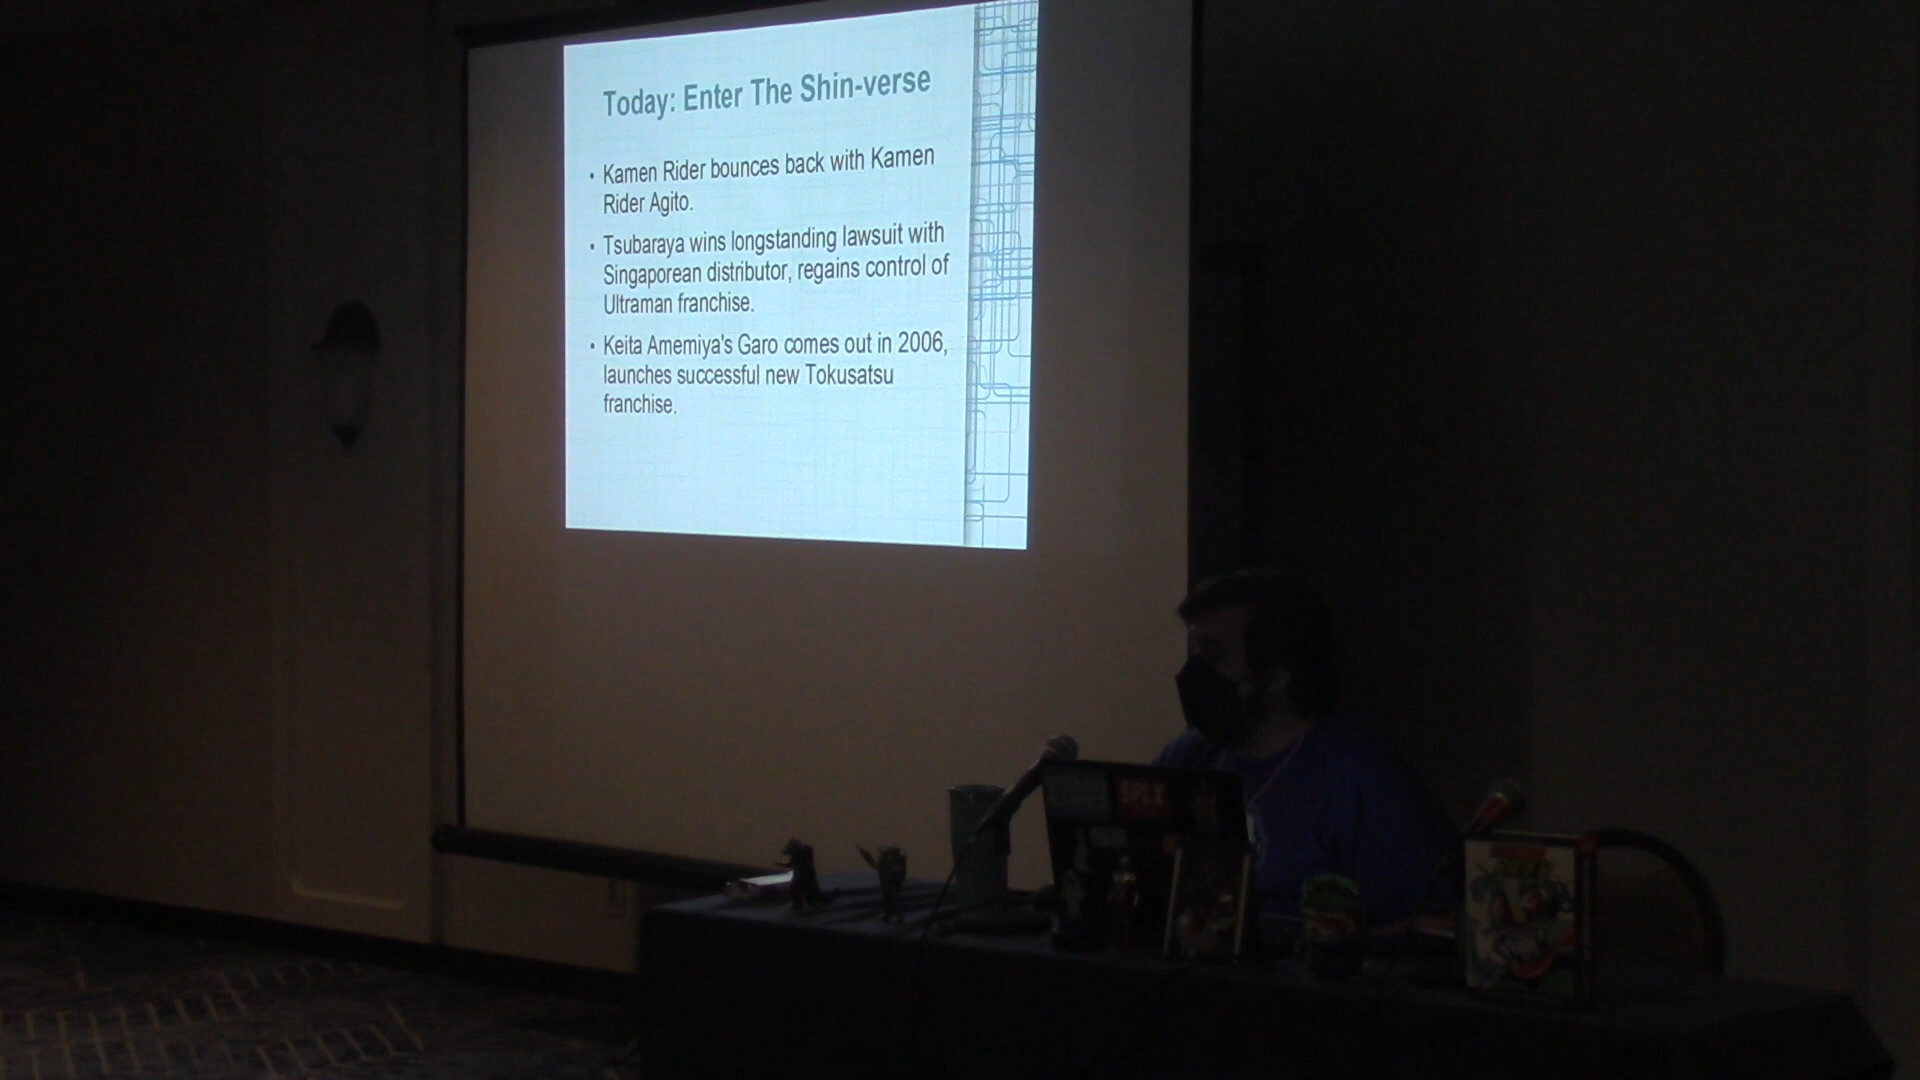 Today: Enter The Shin-verse
• Kamen Rider bounces back with Kamen
Rider Agito.
• Tsubaraya wins longstanding lawsuit with
Singaporean distributor, regains control of
Ultraman franchise.
• Keita Amemiya's Garo comes out in 2006,
launches successful new Tokusatsu
franchise.
SPLX